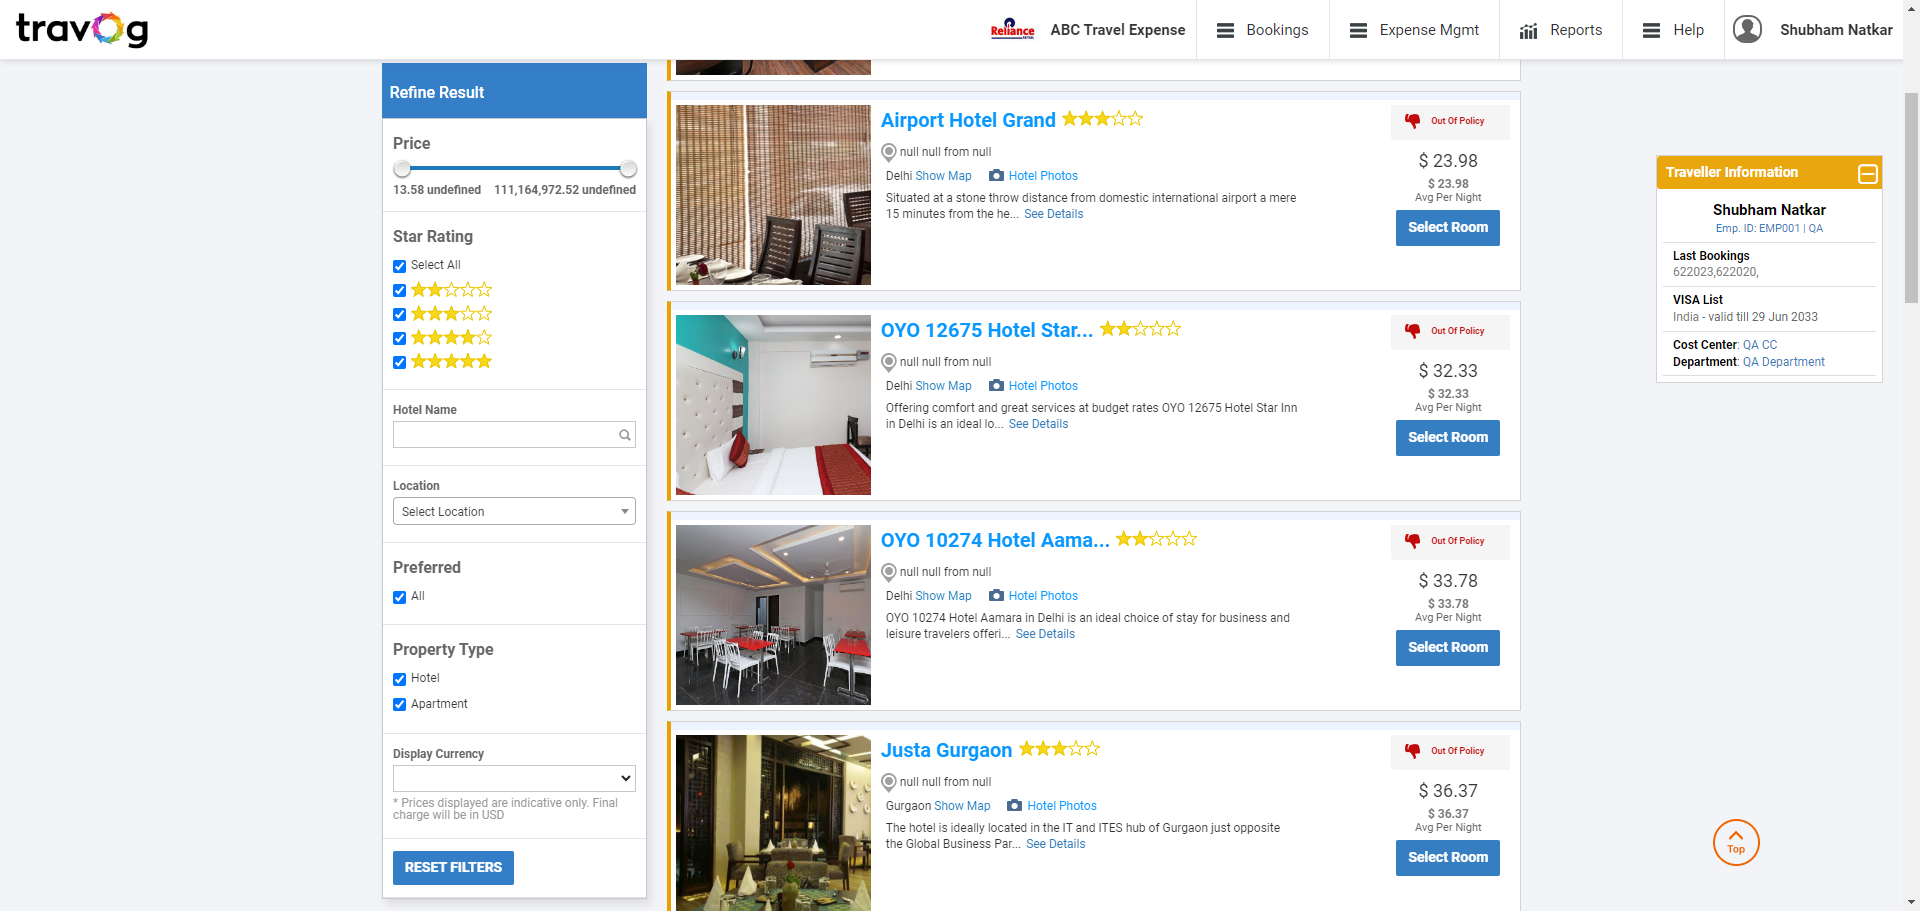 travog
Reliance
RETAIL
ABC Travel Expense
Bookings
Expense Mgmt
Reports
Help
Shubham Natkar
Refine Result
Price
13.58 undefined 111,164,972.52 undefined
Star Rating
Select All
Hotel Name
Location
Select Location
Preferred
All
Property Type
Hotel
Apartment
Display Currency
* Prices displayed are indicative only. Final
charge will be in USD
RESET FILTERS
Airport Hotel Grand
null null from null
Delhi Show Map Hotel Photos
Situated at a stone throw distance from domestic international airport a mere
15 minutes from the he... See Details
Out Of Policy
$ 23.98
$ 23.98
Avg Per Night
Select Room
OYO 12675 Hotel Star...
null null from null
Delhi Show Map Hotel Photos
Offering comfort and great services at budget rates OYO 12675 Hotel Star Inn
in Delhi is an ideal lo... See Details
Out Of Policy
$ 32.33
$ 32.33
Avg Per Night
Select Room
OYO 10274 Hotel Aama...
null null from null
Delhi Show Map Hotel Photos
OYO 10274 Hotel Aamara in Delhi is an ideal choice of stay for business and
leisure travelers offeri... See Details
Out Of Policy
$ 33.78
$ 33.78
Avg Per Night
Select Room
Justa Gurgaon
null null from null
Gurgaon Show Map Hotel Photos
The hotel is ideally located in the IT and ITES hub of Gurgaon just opposite
the Global Business Par... See Details
Out Of Policy
$ 36.37
$ 36.37
Avg Per Night
Select Room
Traveller Information
Shubham Natkar
Emp. ID: EMP001 | QA
Last Bookings
622023,622020,
VISA List
India - valid till 29 Jun 2033
Cost Center: QA CC
Department: QA Department
Top